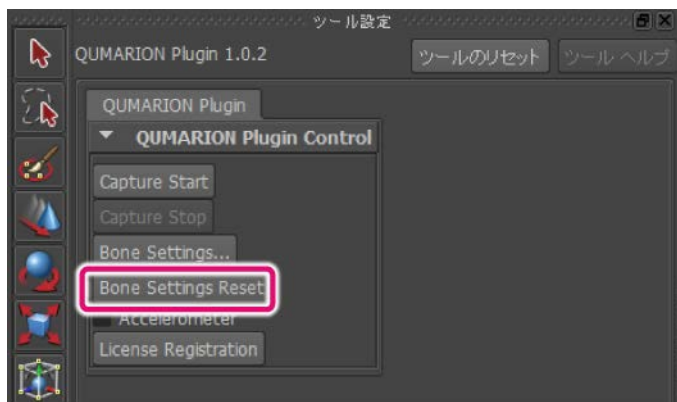 ツール設定
QUMARION Plugin 1.0.2
ツールのリセット
ツール ヘルプ
QUMARION Plugin
QUMARION Plugin Control
Capture Start
Capture Stop
Bone Settings...
Bone Settings Reset
Accelerometer
License Registration